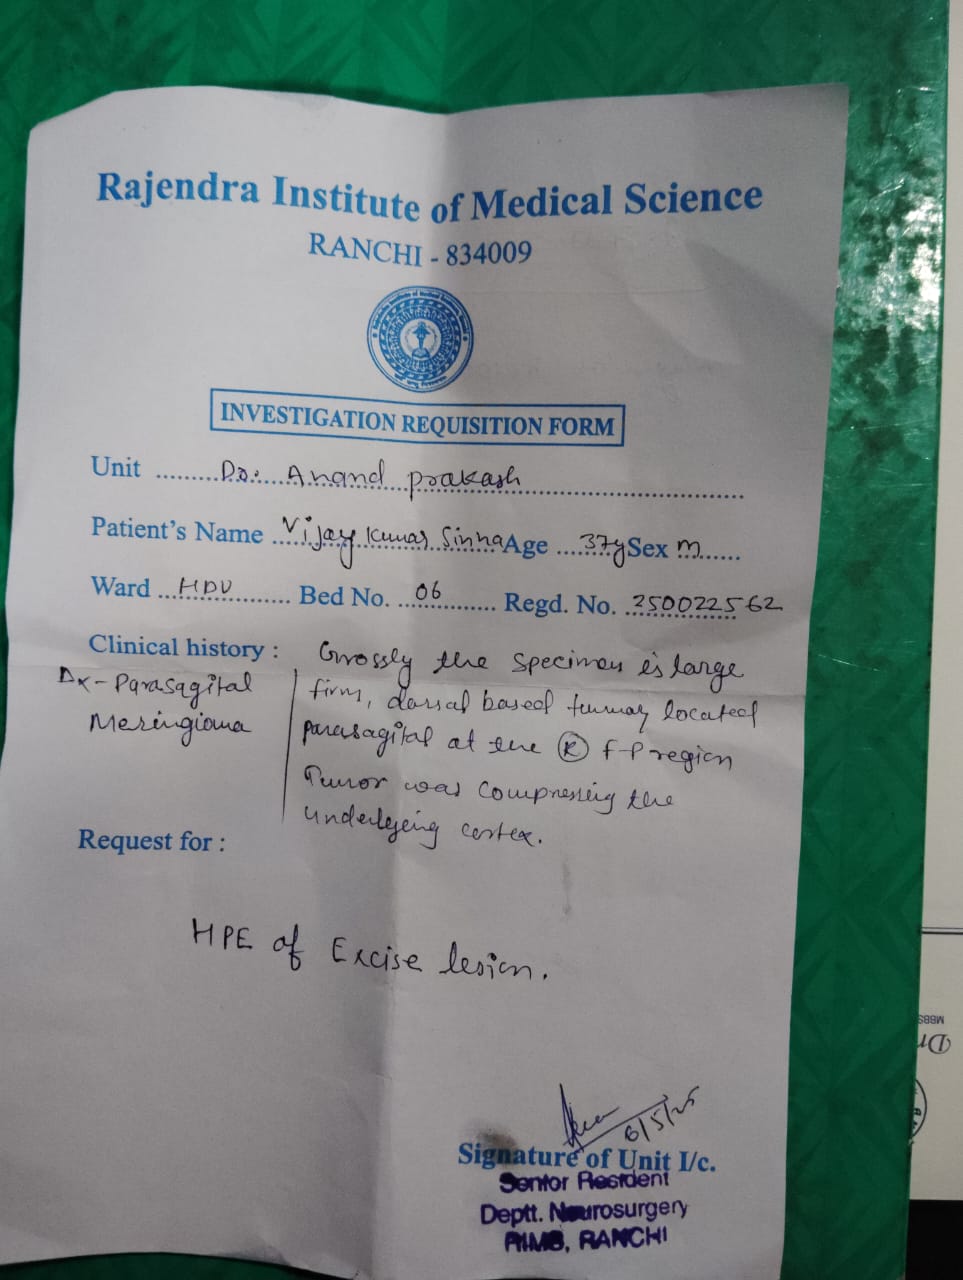 Rajendra Institute of Medical Science
RANCHI - 834009
INVESTIGATION REQUISITION FORM
Unit ........Dr. Anand prakash........
Patient's Name ....Vijay Kumar Sinha Age ....37y Sex m......
Ward ...HDU........ Bed No. ...06......... Regd. No. ..250022562
Clinical history :
Dx - Parasagital
Meningioma
Grossly the specimen is large
firm, dorsal based tumor located
parasagital at the (R) F-P region
Tumor was compressing the
underlyeing cortex.
Request for :
HPE of Excise lesion.
6/5/25
Signature of Unit I/c.
Senior Resident
Deptt. Neurosurgery
RIMS, RANCHI
MBBS
Dr